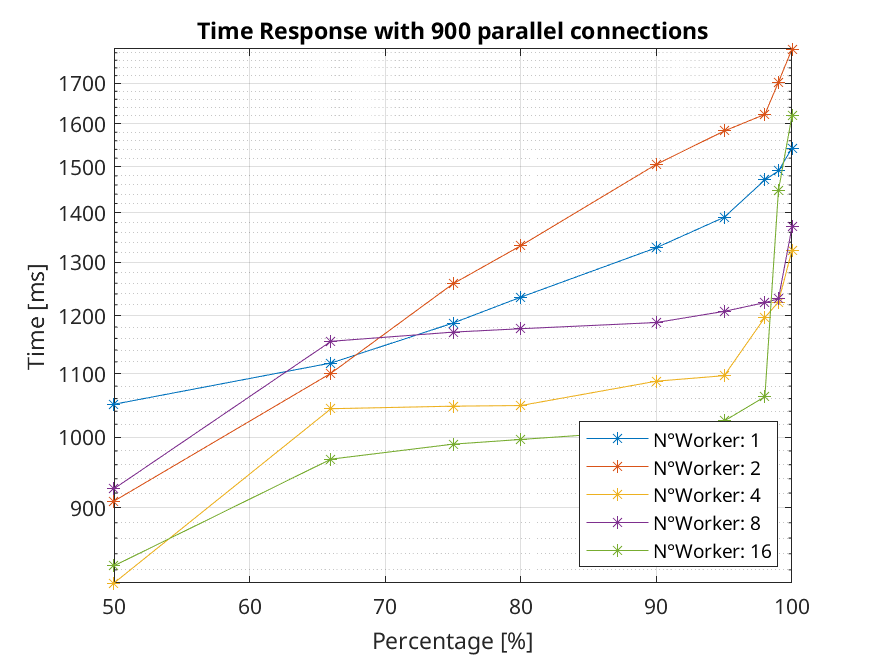 Time Response with 900 parallel connections
Time [ms]
1700
1600
1500
1400
1300
1200
1100
1000
900
50 60 70 80 90 100
Percentage [%]
N°Worker: 1
N°Worker: 2
N°Worker: 4
N°Worker: 8
N°Worker: 16